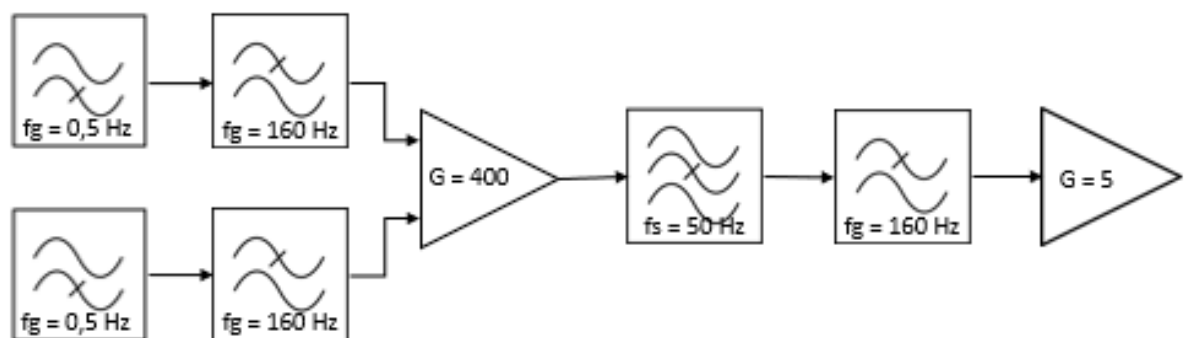 fg = 0,5 Hz
fg = 160 Hz
G = 400
fs = 50 Hz
fg = 160 Hz
G = 5
fg = 0,5 Hz
fg = 160 Hz